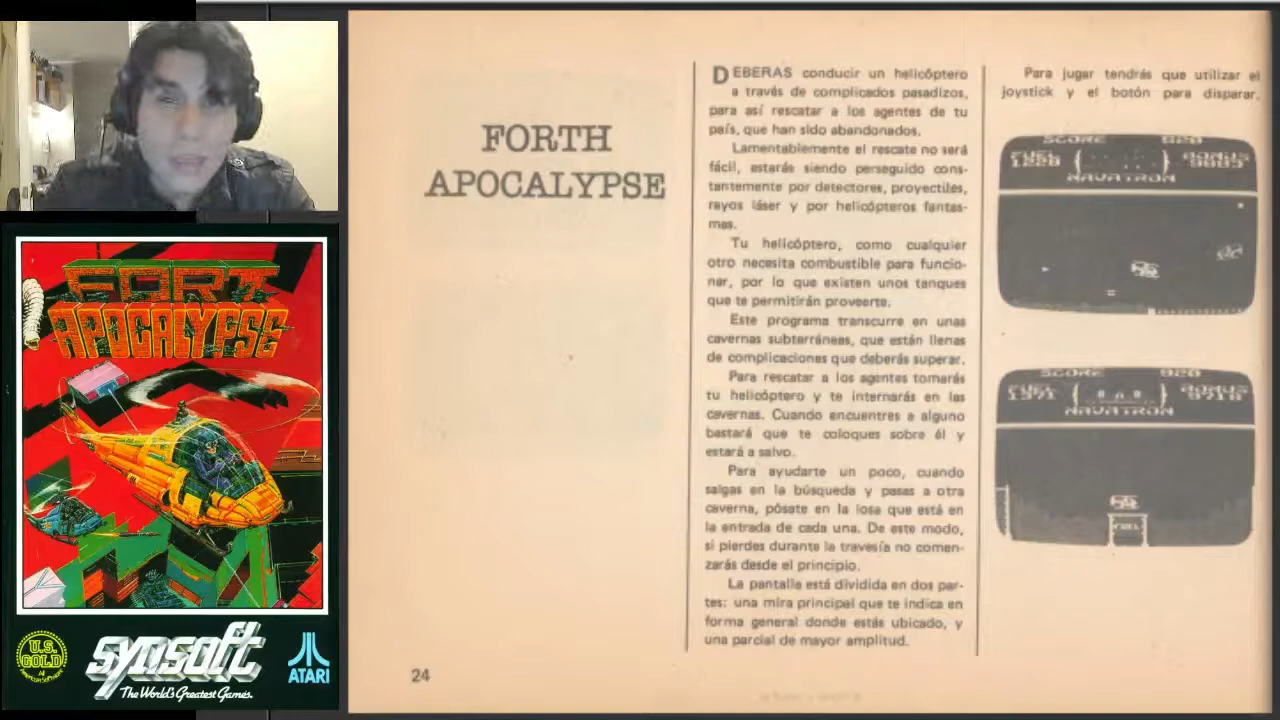 FORT
APOCALYPSE
U.S.
GOLD
synsoft
The World's Greatest Games.
ATARI
FORTH
APOCALYPSE
24
DEBERAS conducir un helicóptero
a través de complicados pasadizos,
para así rescatar a los agentes de tu
país, que han sido abandonados.
Lamentablemente el rescate no será
fácil, estarás siendo perseguido cons-
tantemente por detectores, proyectiles,
rayos láser y por helicópteros fantas-
mas.
Tu helicóptero, como cualquier
otro necesita combustible para funcio-
nar, por lo que existen unos tanques
que te permitirán proveerte.
Este programa transcurre en unas
cavernas subterráneas, que están llenas
de complicaciones que deberás superar.
Para rescatar a los agentes tomarás
tu helicóptero y te internarás en las
cavernas. Cuando encuentres a alguno
bastará que te coloques sobre él y
estará a salvo.
Para ayudarte un poco, cuando
salgas en la búsqueda y pasas a otra
caverna, pósate en la losa que está en
la entrada de cada una. De este modo,
si pierdes durante la travesía no comen-
zarás desde el principio.
La pantalla está dividida en dos par-
tes: una mira principal que te indica en
forma general donde estás ubicado, y
una parcial de mayor amplitud.
Para jugar tendrás que utilizar el
joystick y el botón para disparar.
SCORE 920
FUEL BONUS
NAVATRON
SCORE 920
FUEL BONUS
1371
NAVATRON
FUEL